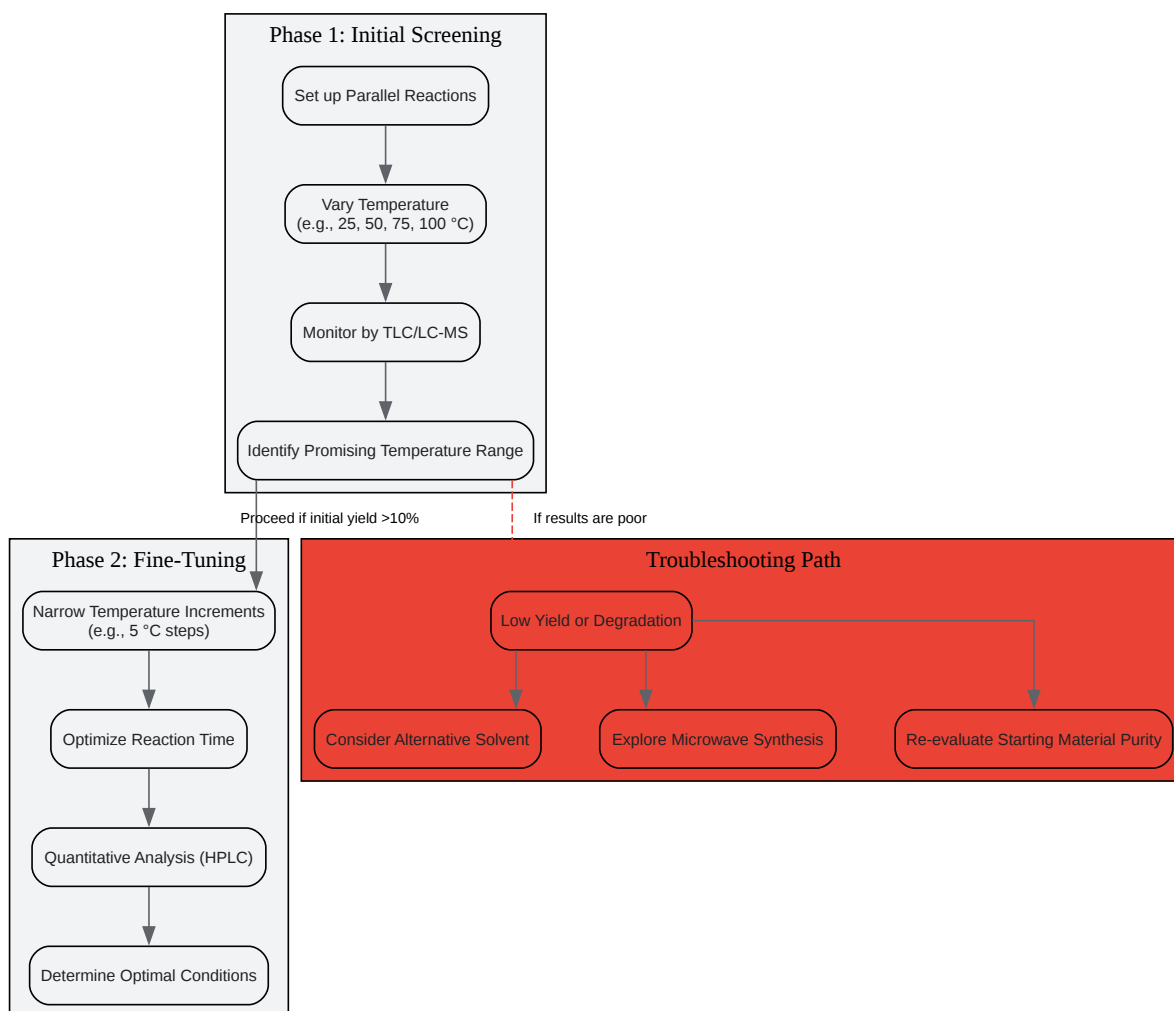 Phase 1: Initial Screening
Set up Parallel Reactions
Vary Temperature
(e.g., 25, 50, 75, 100 °C)
Monitor by TLC/LC-MS
Identify Promising Temperature Range
Proceed if initial yield >10%
If results are poor
Phase 2: Fine-Tuning
Narrow Temperature Increments
(e.g., 5 °C steps)
Optimize Reaction Time
Quantitative Analysis (HPLC)
Determine Optimal Conditions
Troubleshooting Path
Low Yield or Degradation
Consider Alternative Solvent
Explore Microwave Synthesis
Re-evaluate Starting Material Purity